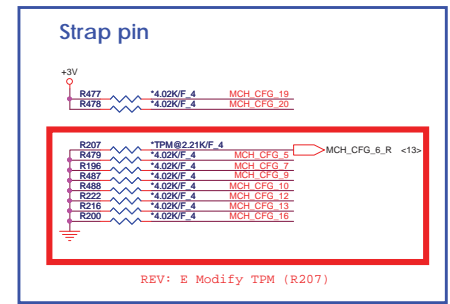 Strap pin
+3V
R477 *4.02K/F_4 MCH_CFG_19
R478 *4.02K/F_4 MCH_CFG_20
R207 *TPM@2.21K/F_4 MCH_CFG_6_R <13>
R479 *4.02K/F_4 MCH_CFG_5
R196 *4.02K/F_4 MCH_CFG_7
R487 *4.02K/F_4 MCH_CFG_9
R488 *4.02K/F_4 MCH_CFG_10
R222 *4.02K/F_4 MCH_CFG_12
R216 *4.02K/F_4 MCH_CFG_13
R200 *4.02K/F_4 MCH_CFG_16
REV: E Modify TPM (R207)